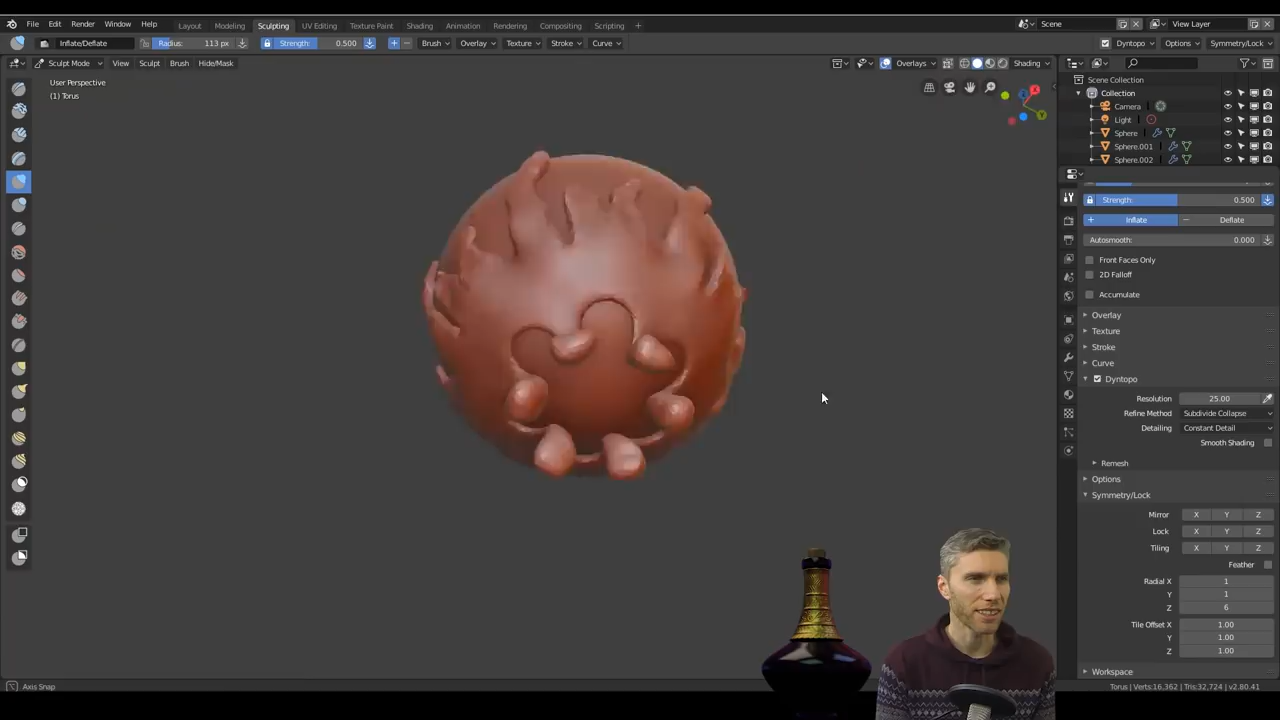 File Edit Render Window Help Layout Modeling Sculpting UV Editing Texture Paint Shading Animation Rendering Compositing Scripting + Scene View Layer
Inflate/Deflate Radius: 113 px Strength: 0.500 Brush Overlay Texture Stroke Curve Dyntopo Options Symmetry/Lock
Sculpt Mode View Sculpt Brush Hide/Mask Overlays Shading
User Perspective
(1) Torus
Scene Collection
Collection
Camera
Light
Sphere
Sphere.001
Sphere.002
Strength: 0.500
Inflate Deflate
Autosmooth: 0.000
Front Faces Only
2D Falloff
Accumulate
Overlay
Texture
Stroke
Curve
Dyntopo
Resolution 25.00
Refine Method Subdivide Collapse
Detailing Constant Detail
Smooth Shading
Remesh
Options
Symmetry/Lock
Mirror X Y Z
Lock X Y Z
Tiling X Y Z
Feather
Radial X 1
Y 1
Z 6
Tile Offset X 1.00
Y 1.00
Z 1.00
Workspace
Axis Snap
Torus | Verts:16,362 | Tris:32,724 | v2.80.41